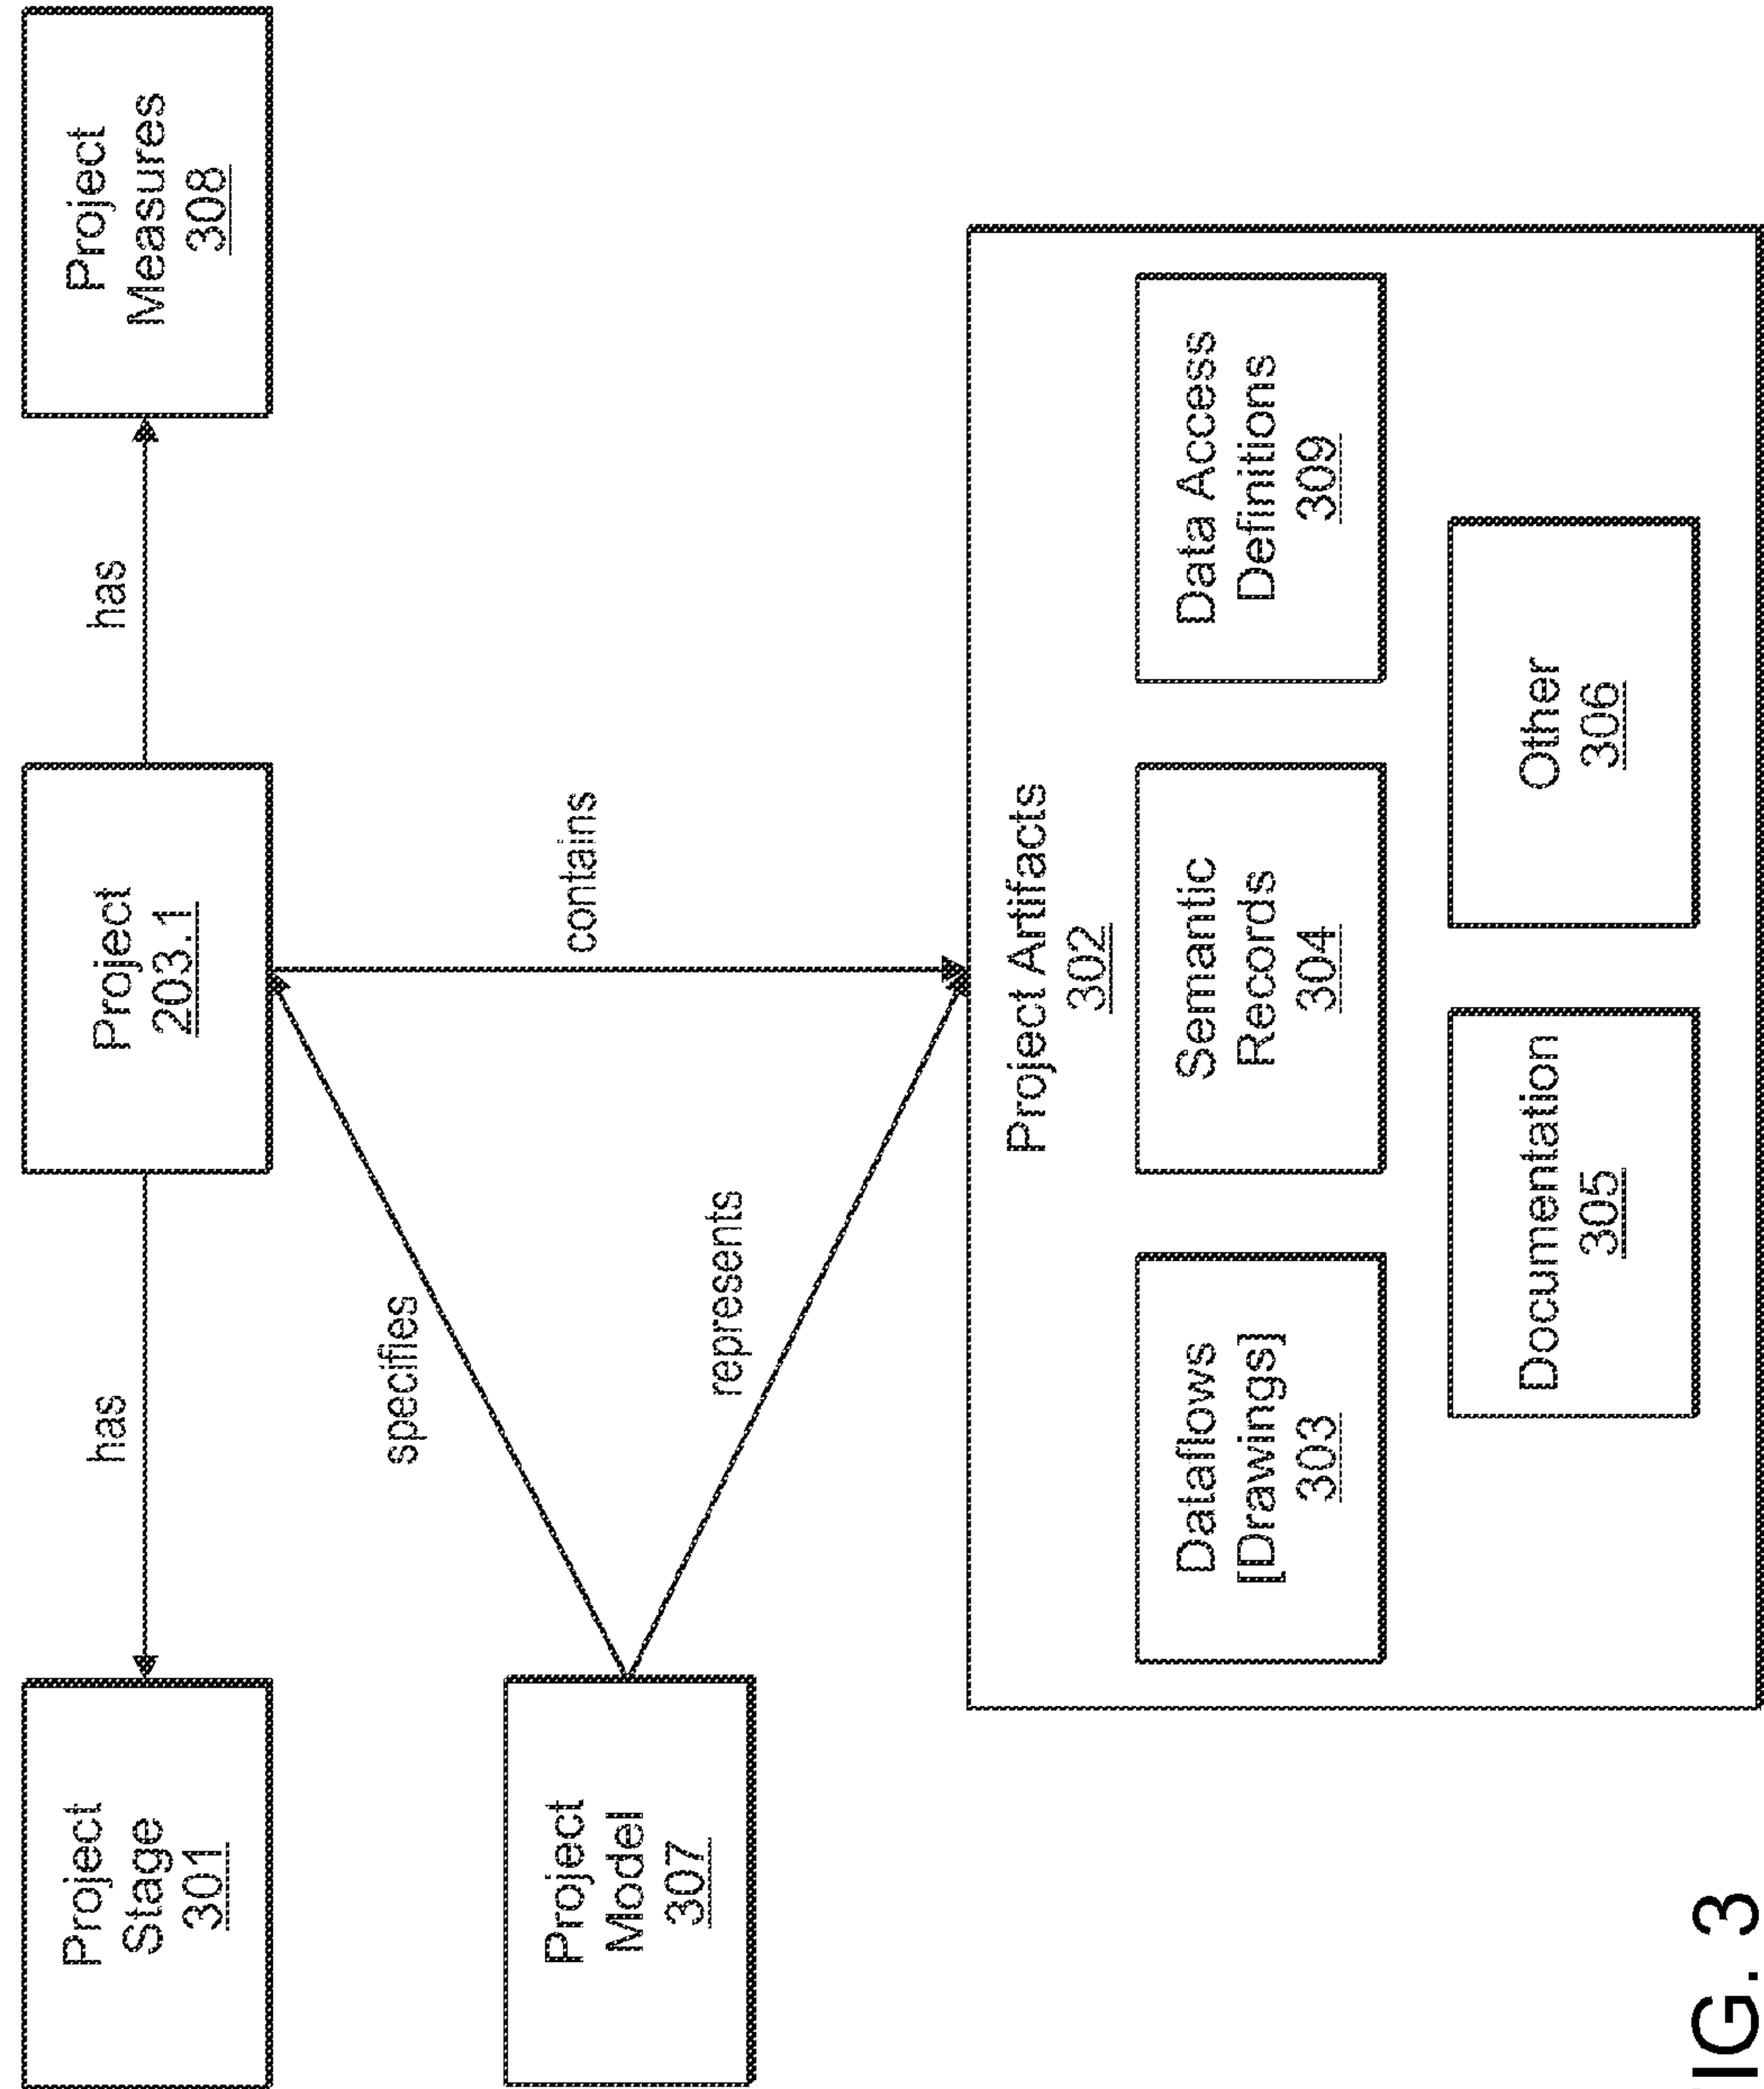 Project
Stage
301
has
Project
203.1
has
Project
Measures
308
specifies
contains
Project
Model
307
represents
Project Artifacts
302
Dataflows
[Drawings]
303
Semantic
Records
304
Data Access
Definitions
309
Documentation
305
Other
306
IG. 3